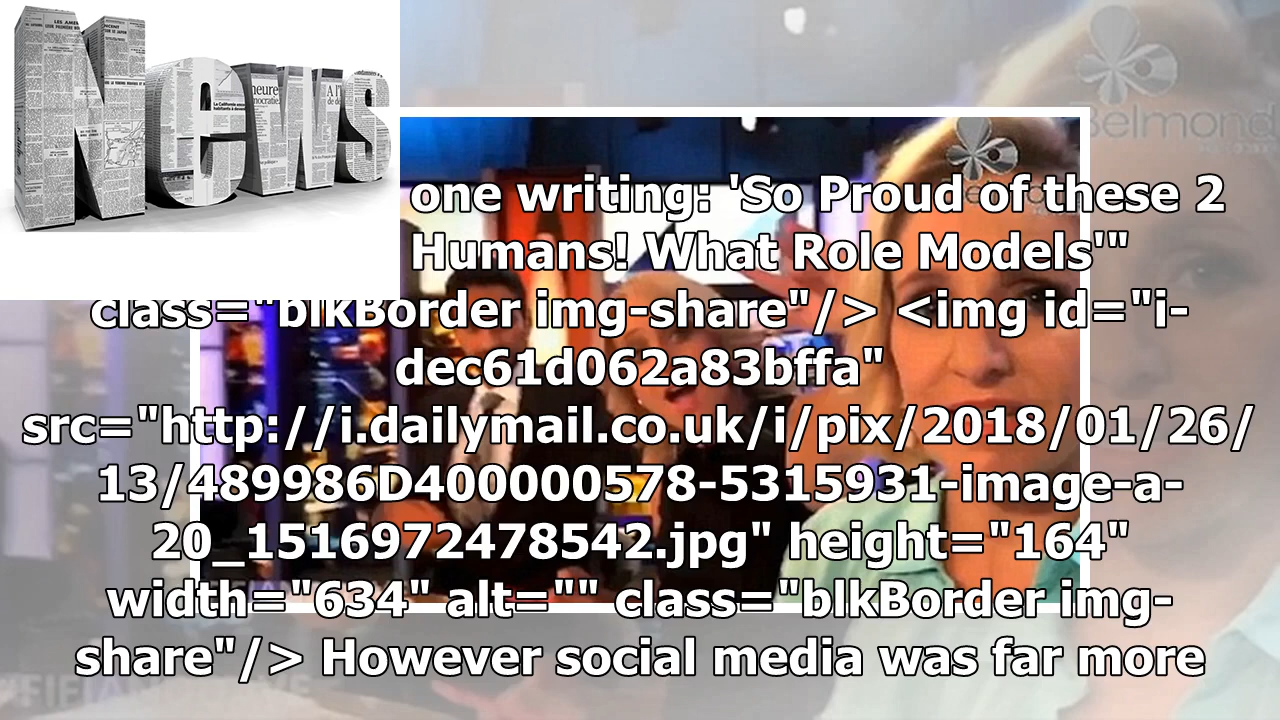 News
Belmond
one writing: 'So Proud of these 2
Humans! What Role Models'"
class="blkBorder img-share"/> <img id="i-
dec61d062a83bffa"
src="http://i.dailymail.co.uk/i/pix/2018/01/26/
13/489986D400000578-5315931-image-a-
20_1516972478542.jpg" height="164"
width="634" alt="" class="blkBorder img-
share"/> However social media was far more